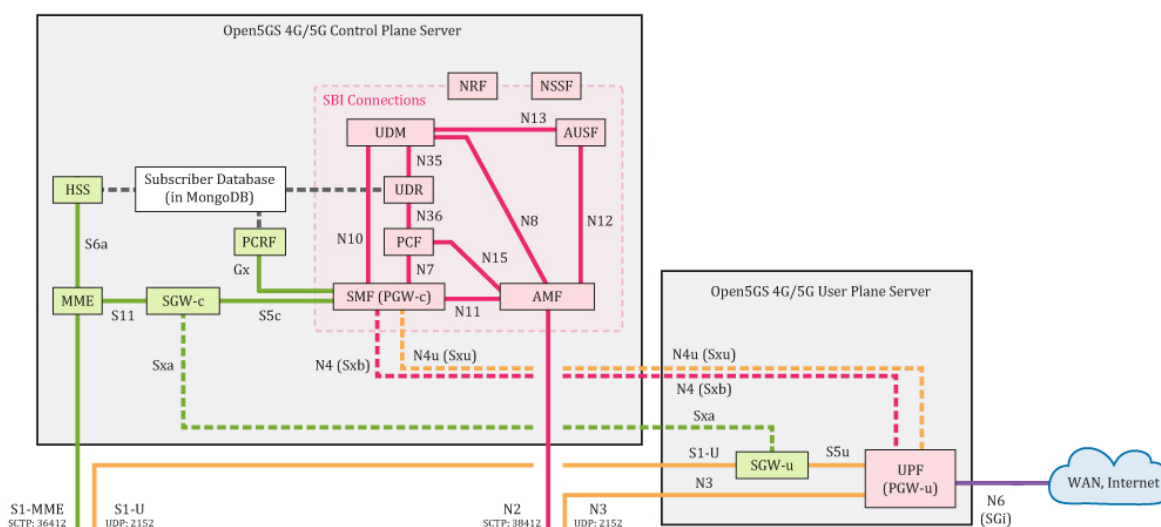 Open5GS 4G/5G Control Plane Server
NRF
NSSF
SBI Connections
N13
UDM
AUSF
N35
HSS
Subscriber Database
(in MongoDB)
UDR
N36
N8
N12
S6a
PCRF
N10
PCF
N15
Gx
N7
MME
SGW-c
SMF (PGW-c)
AMF
S11
S5c
N11
Open5GS 4G/5G User Plane Server
Sxa
N4 (Sxb)
N4u (Sxu)
N4u (Sxu)
N4 (Sxb)
Sxa
S1-U
SGW-u
S5u
UPF
(PGW-u)
N3
WAN, Internet
N6
(SGi)
S1-MME
SCTP: 36412
S1-U
UDP: 2152
N2
SCTP: 38412
N3
UDP: 2152